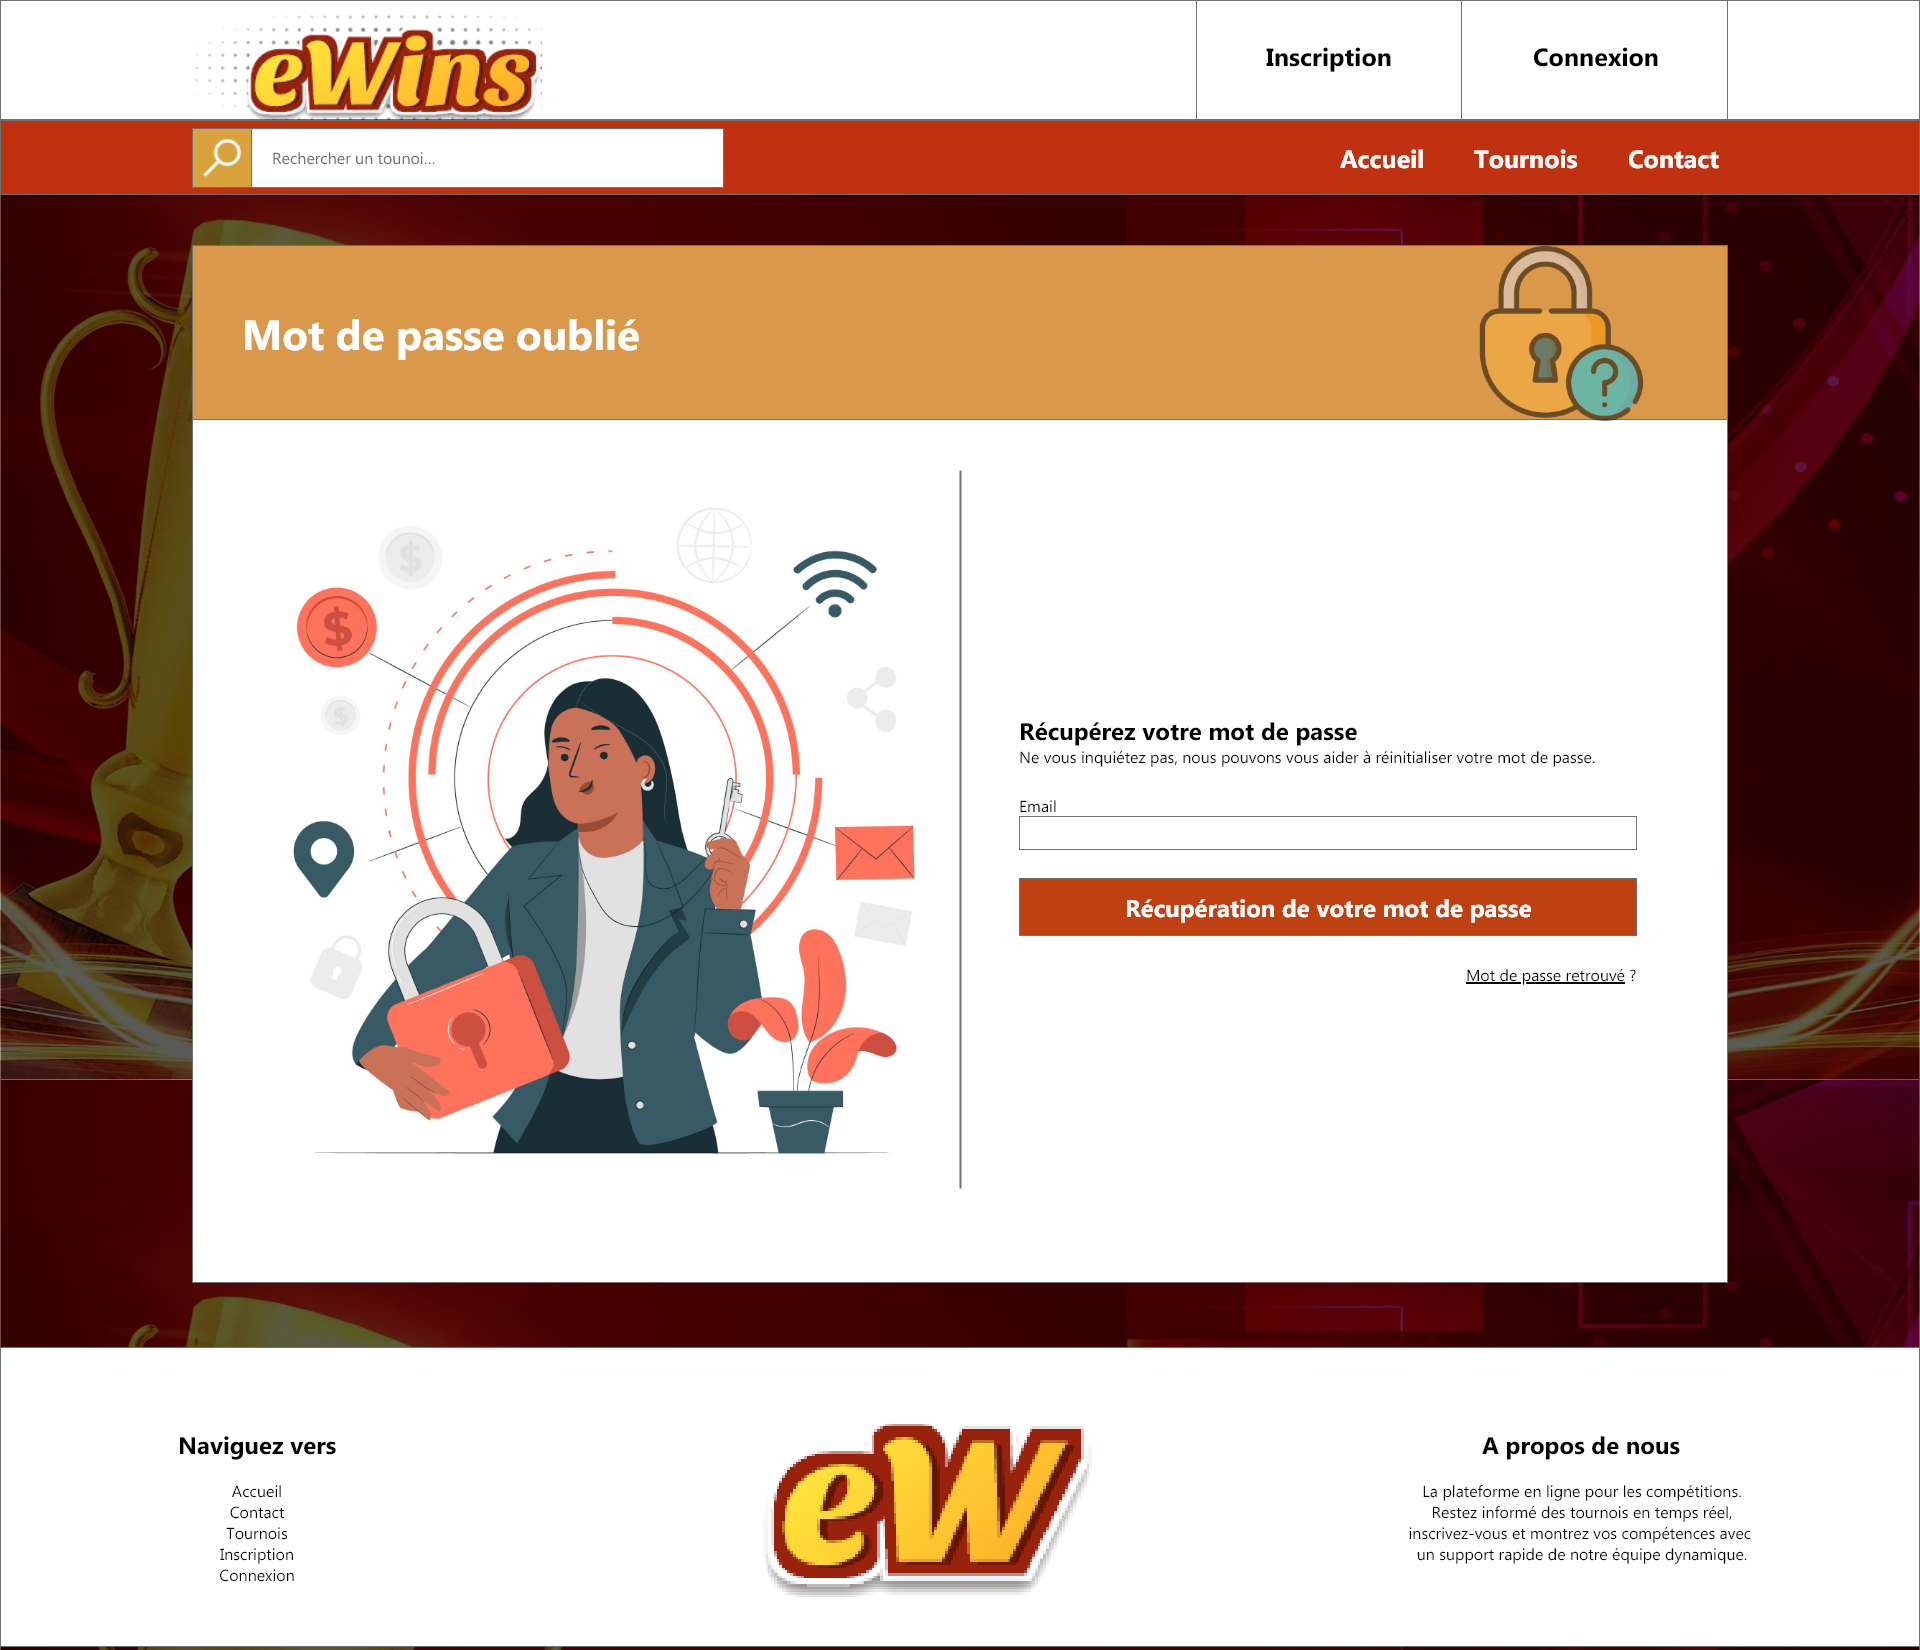 eWins
Inscription
Connexion
Rechercher un tounoi...
Accueil
Tournois
Contact
Mot de passe oublié
?
$
$
$
Récupérez votre mot de passe
Ne vous inquiétez pas, nous pouvons vous aider à réinitialiser votre mot de passe.
Email
Récupération de votre mot de passe
Mot de passe retrouvé ?
Naviguez vers
Accueil
Contact
Tournois
Inscription
Connexion
eW
A propos de nous
La plateforme en ligne pour les compétitions.
Restez informé des tournois en temps réel,
inscrivez-vous et montrez vos compétences avec
un support rapide de notre équipe dynamique.